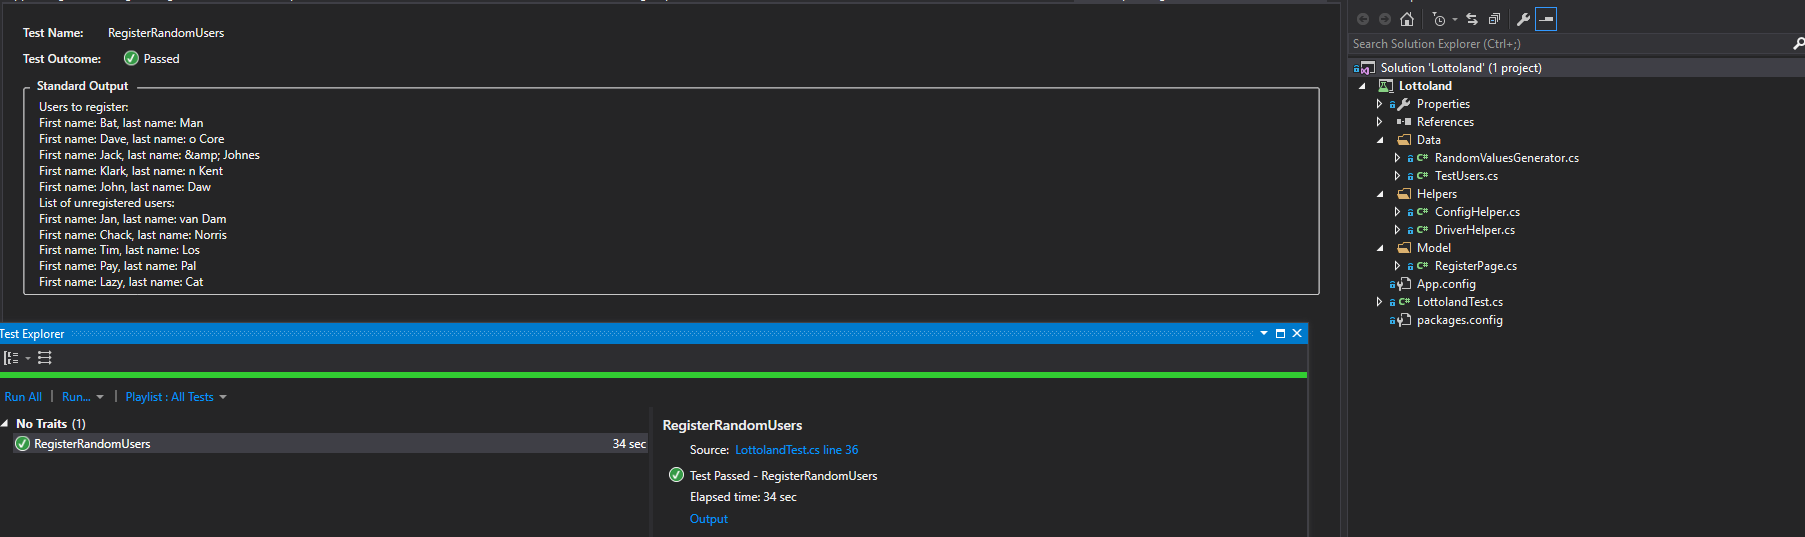 Test Name: RegisterRandomUsers
Test Outcome: Passed
Standard Output
Users to register:
First name: Bat, last name: Man
First name: Dave, last name: o Core
First name: Jack, last name: &amp; Johnes
First name: Klark, last name: n Kent
First name: John, last name: Daw
List of unregistered users:
First name: Jan, last name: van Dam
First name: Chack, last name: Norris
First name: Tim, last name: Los
First name: Pay, last name: Pal
First name: Lazy, last name: Cat
Test Explorer
Run All | Run... | Playlist : All Tests
No Traits (1)
RegisterRandomUsers 34 sec
RegisterRandomUsers
Source: LottolandTest.cs line 36
Test Passed - RegisterRandomUsers
Elapsed time: 34 sec
Output
Search Solution Explorer (Ctrl+;)
Solution 'Lottoland' (1 project)
Lottoland
Properties
References
Data
C# RandomValuesGenerator.cs
C# TestUsers.cs
Helpers
C# ConfigHelper.cs
C# DriverHelper.cs
Model
C# RegisterPage.cs
App.config
C# LottolandTest.cs
packages.config